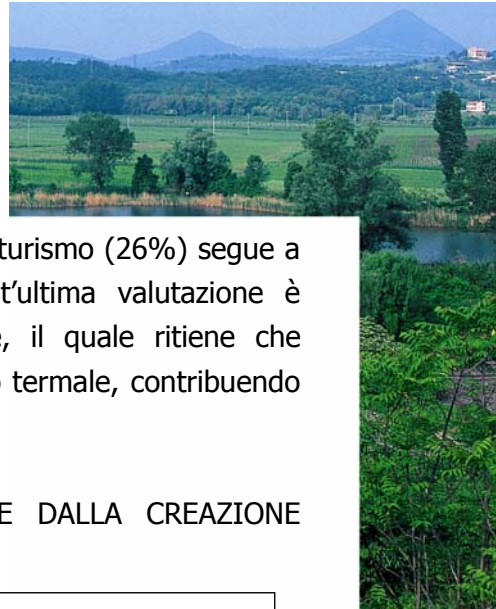 turismo (26%) segue a
t'ultima valutazione è
, il quale ritiene che
termale, contribuendo
E DALLA CREAZIONE